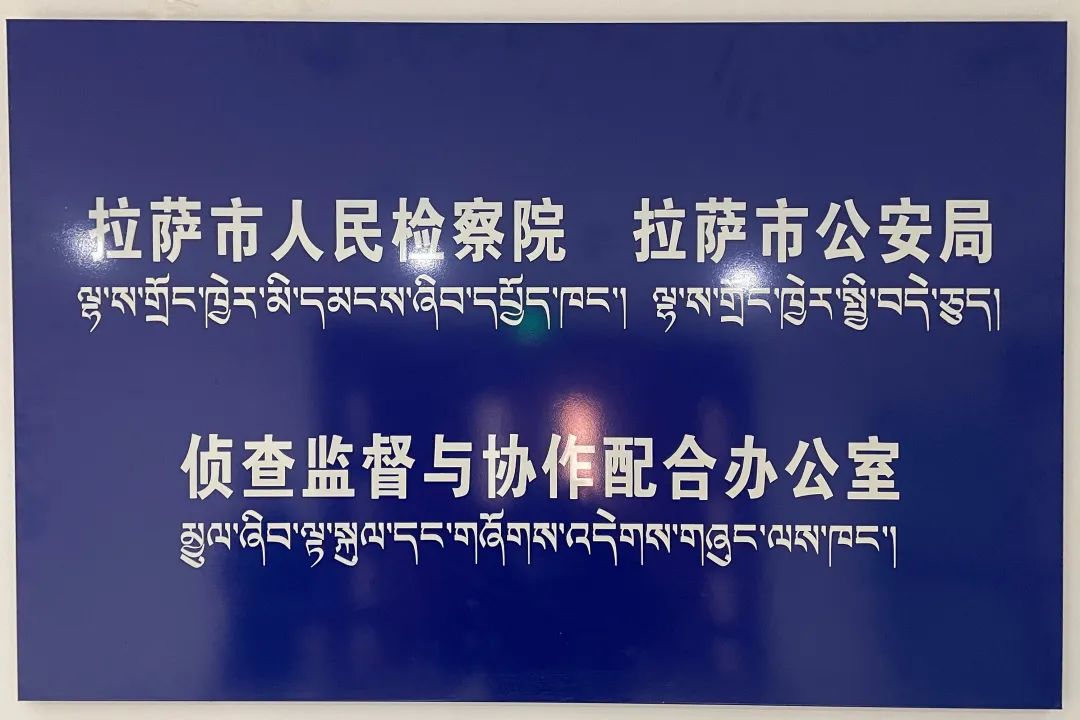 拉萨市人民检察院 拉萨市公安局
ལྷ་ས་གྲོང་ཁྱེར་མི་དམངས་ཞིབ་དཔྱོད་ཁང་། ལྷ་ས་གྲོང་ཁྱེར་སྤྱི་བདེ་ཅུད།
侦查监督与协作配合办公室
མྱུལ་ཞིབ་ལྟ་སྐུལ་དང་གཤོགས་འདེགས་གཞུང་ལས་ཁང་།